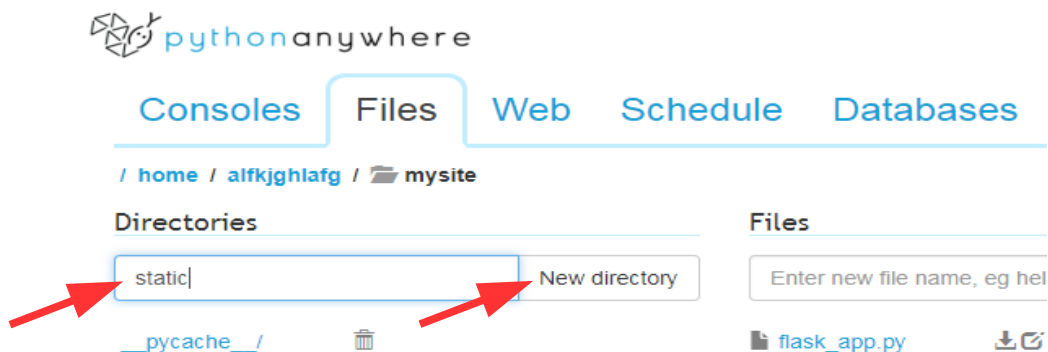 pythonanywhere
Consoles Files Web Schedule Databases
/ home / alfkjghlafg / mysite
Directories Files
static New directory Enter new file name, eg hel
__pycache__/ flask_app.py